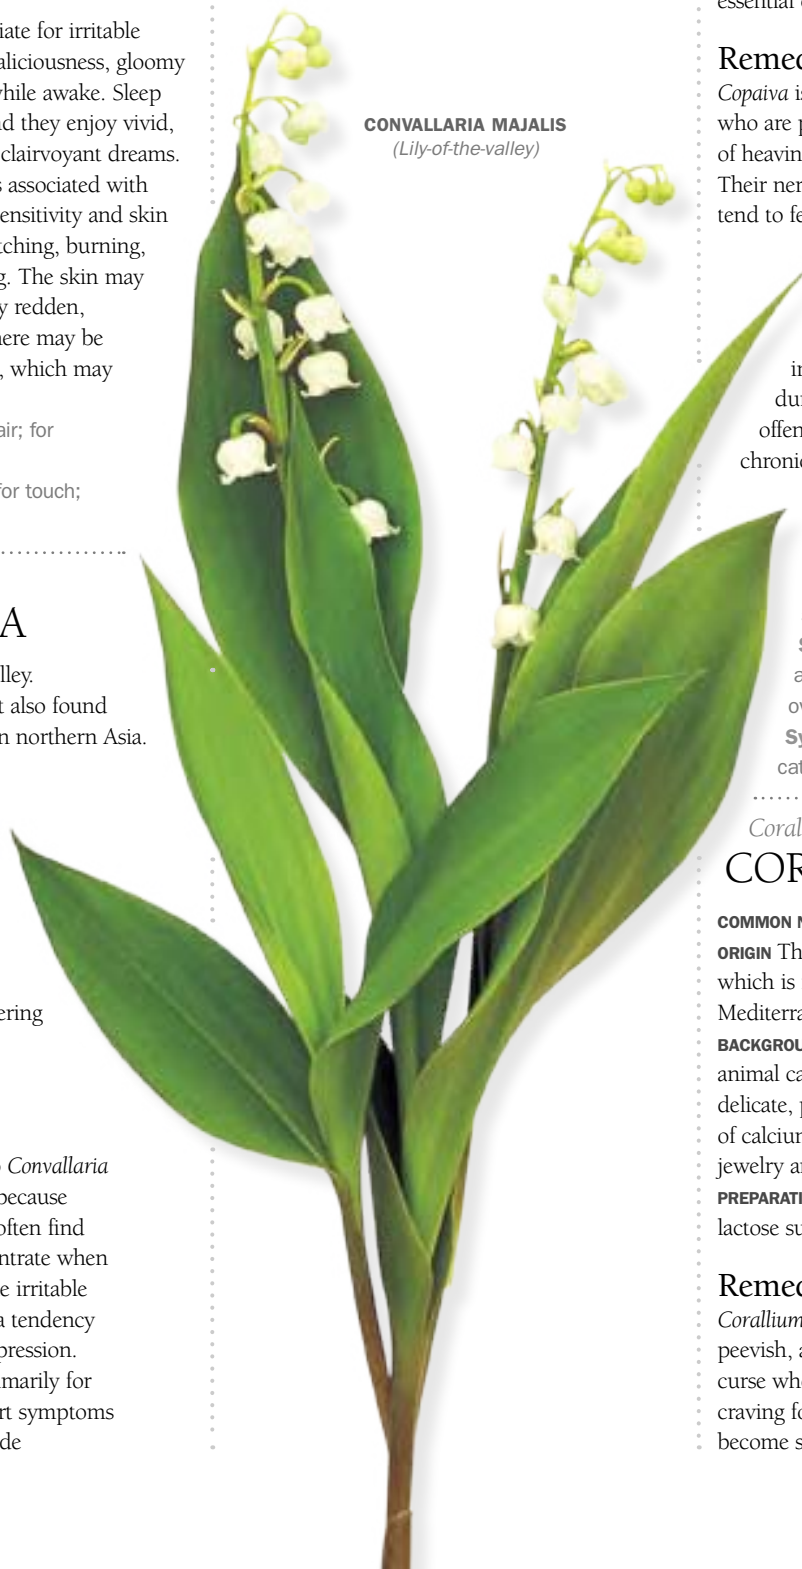 iate for irritable
aliciousness, gloomy
while awake. Sleep
d they enjoy vivid,
clairvoyant dreams.
s associated with
ensitivity and skin
tching, burning,
g. The skin may
y redden,
here may be
, which may
air; for
for touch;
A
lley.
t also found
n northern Asia.
ering
Convallaria
because
often find
ntrate when
e irritable
a tendency
pression.
marily for
rt symptoms
de
CONVALLARIA MAJALIS
(Lily-of-the-valley)
essential
Remed
Copaiva is
who are p
of heavin
Their ner
tend to fe
in
du
offen
chronic
S
a
ov
Sy
cat
Coral
COR
COMMON N
ORIGIN Th
which is
Mediterra
BACKGROU
animal ca
delicate, p
of calcium
jewelry a
PREPARATI
lactose su
Remed
Corallium
peevish, a
curse whe
craving fo
become s